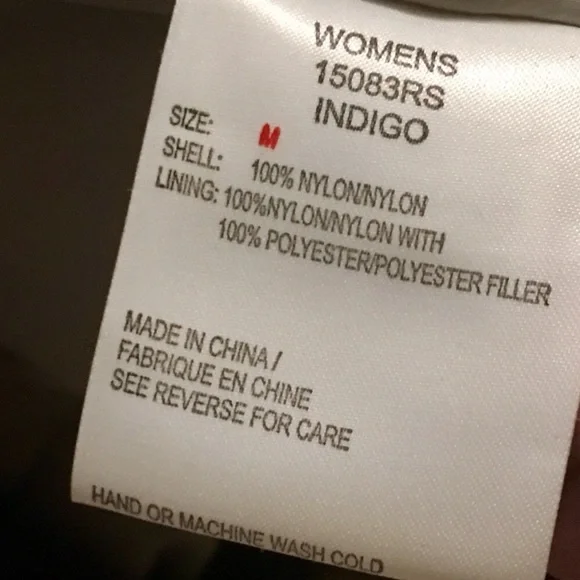 WOMENS
15083RS
INDIGO
SIZE: M
SHELL: 100% NYLON/NYLON
LINING: 100%NYLON/NYLON WITH
100% POLYESTER/POLYESTER FILLER
MADE IN CHINA /
FABRIQUE EN CHINE
SEE REVERSE FOR CARE
HAND OR MACHINE WASH COLD